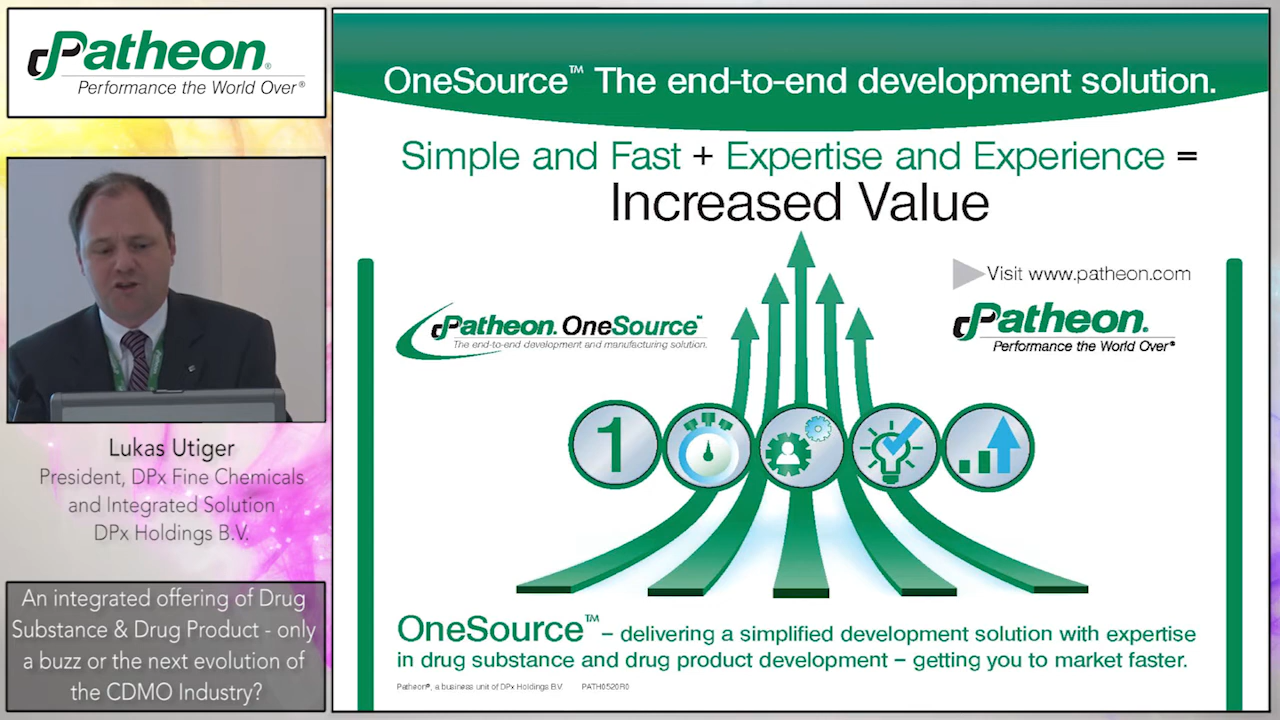 Patheon®
Performance the World Over®
Lukas Utiger
President, DPx Fine Chemicals
and Integrated Solution
DPx Holdings B.V.
An integrated offering of Drug
Substance & Drug Product - only
a buzz or the next evolution of
the CDMO Industry?
OneSource™ The end-to-end development solution.
Simple and Fast + Expertise and Experience =
Increased Value
Visit www.patheon.com
Patheon. OneSource™
The end-to-end development and manufacturing solution.
Patheon®
Performance the World Over®
1
OneSource™ – delivering a simplified development solution with expertise
in drug substance and drug product development – getting you to market faster.
Patheon®, a business unit of DPx Holdings B.V. PATH0520R0